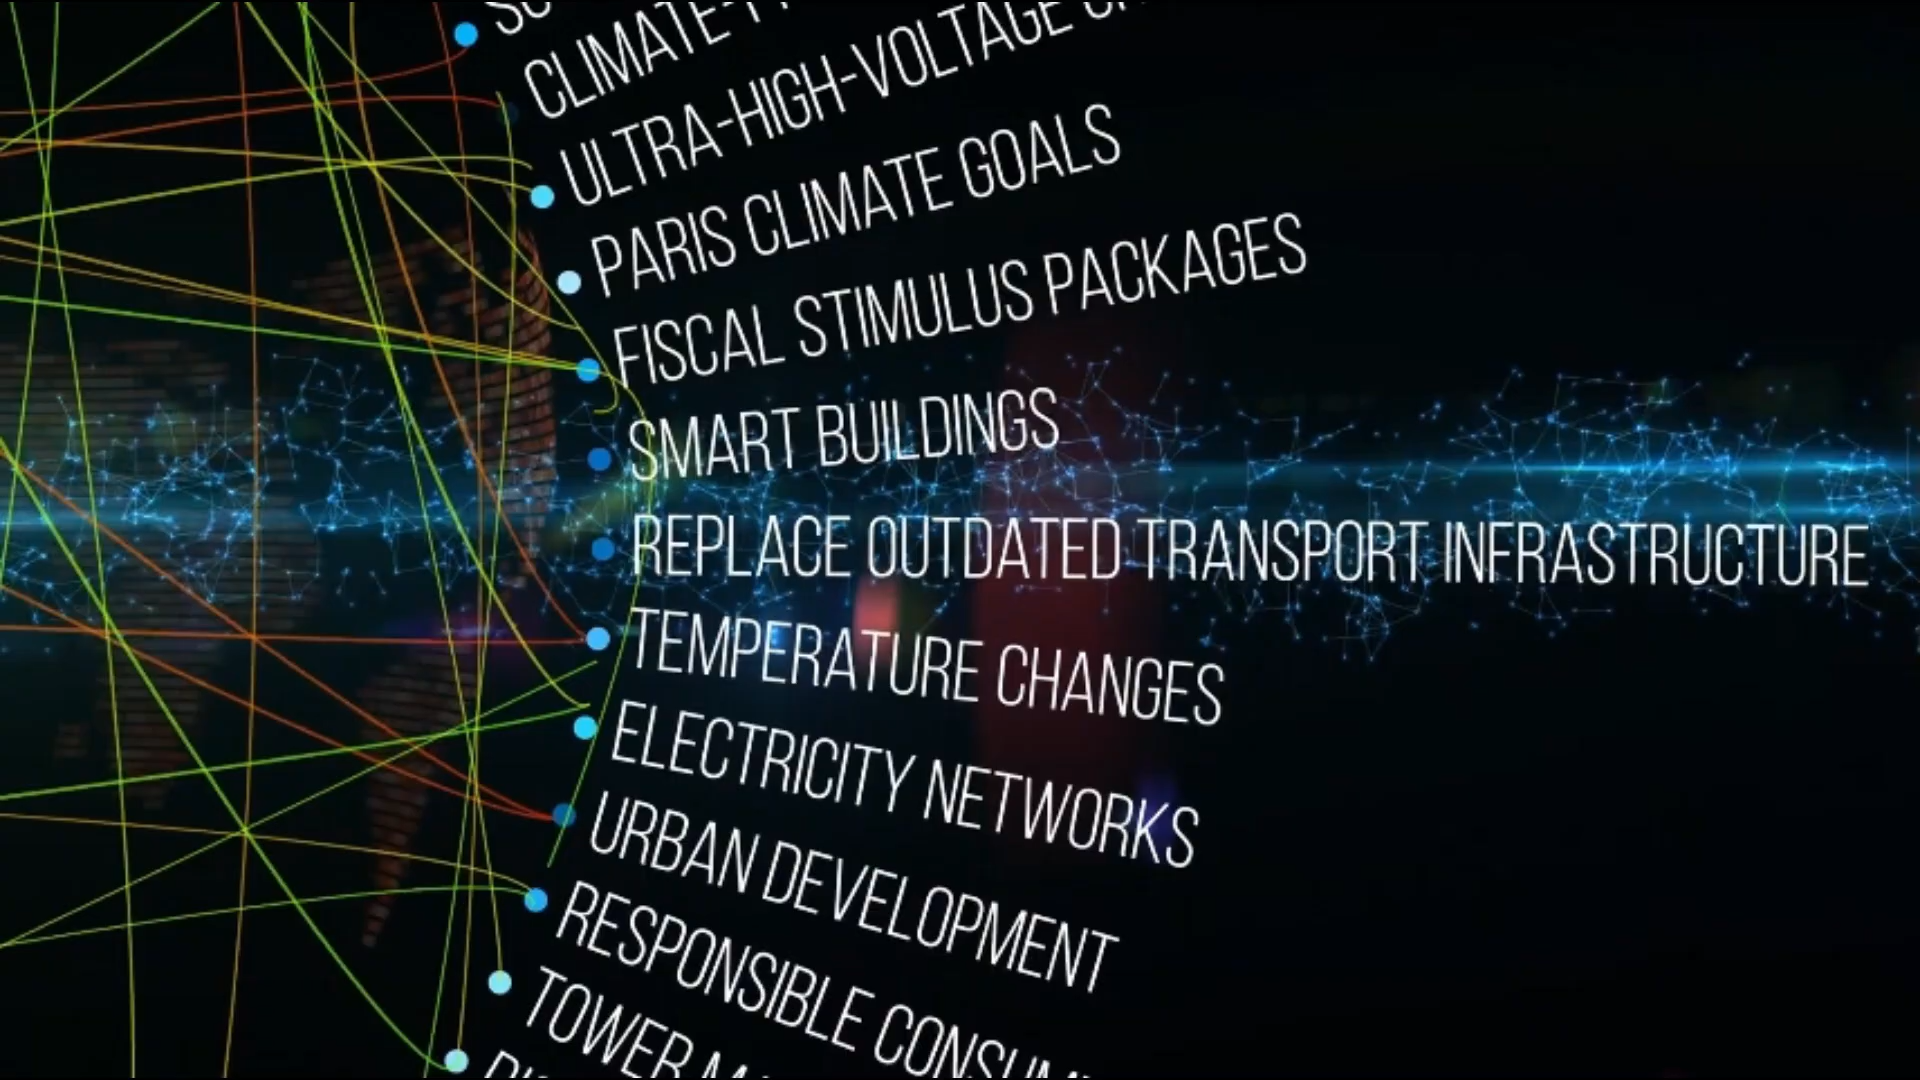 ULTRA-HIGH-VOLTAGE
PARIS CLIMATE GOALS
FISCAL STIMULUS PACKAGES
SMART BUILDINGS
REPLACE OUTDATED TRANSPORT INFRASTRUCTURE
TEMPERATURE CHANGES
ELECTRICITY NETWORKS
URBAN DEVELOPMENT
RESPONSIBLE
TOWER